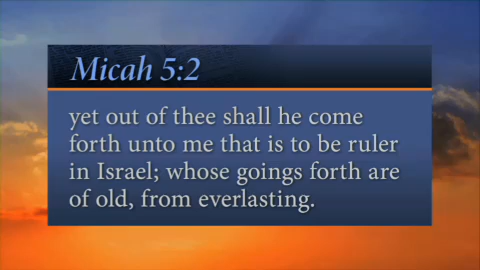 Micah 5:2
yet out of thee shall he come
forth unto me that is to be ruler
in Israel; whose goings forth are
of old, from everlasting.